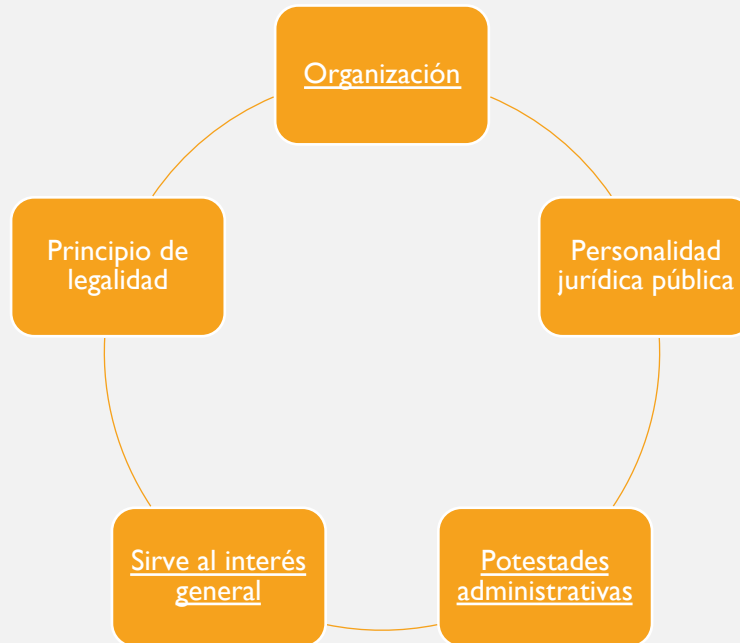 Organización
Personalidad
jurídica pública
Potestades
administrativas
Sirve al interés
general
Principio de
legalidad